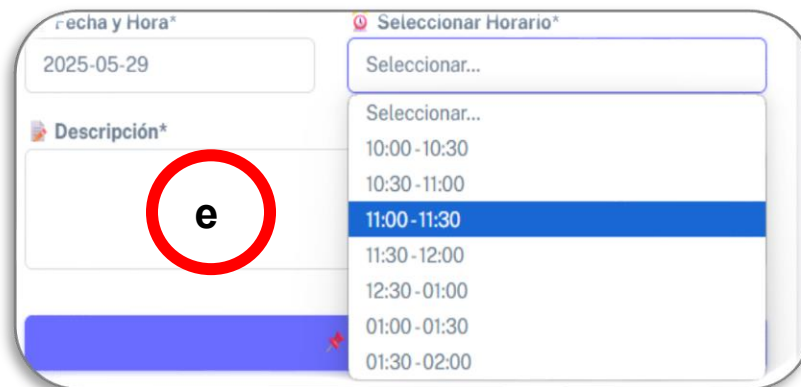 Fecha y Hora*
⏰ Seleccionar Horario*
2025-05-29
Seleccionar...
Seleccionar...
📝 Descripción*
10:00 - 10:30
10:30 - 11:00
e
11:00 - 11:30
11:30 - 12:00
12:30 - 01:00
01:00 - 01:30
01:30 - 02:00